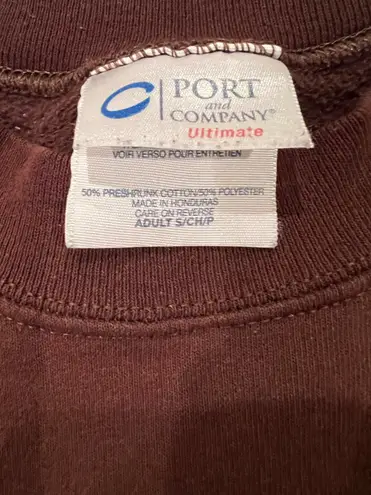 PORT
and
COMPANY®
Ultimate
VOIR VERSO POUR ENTRETIEN
50% PRESHRUNK COTTON/50% POLYESTER
MADE IN HONDURAS
CARE ON REVERSE
ADULT S/CH/P